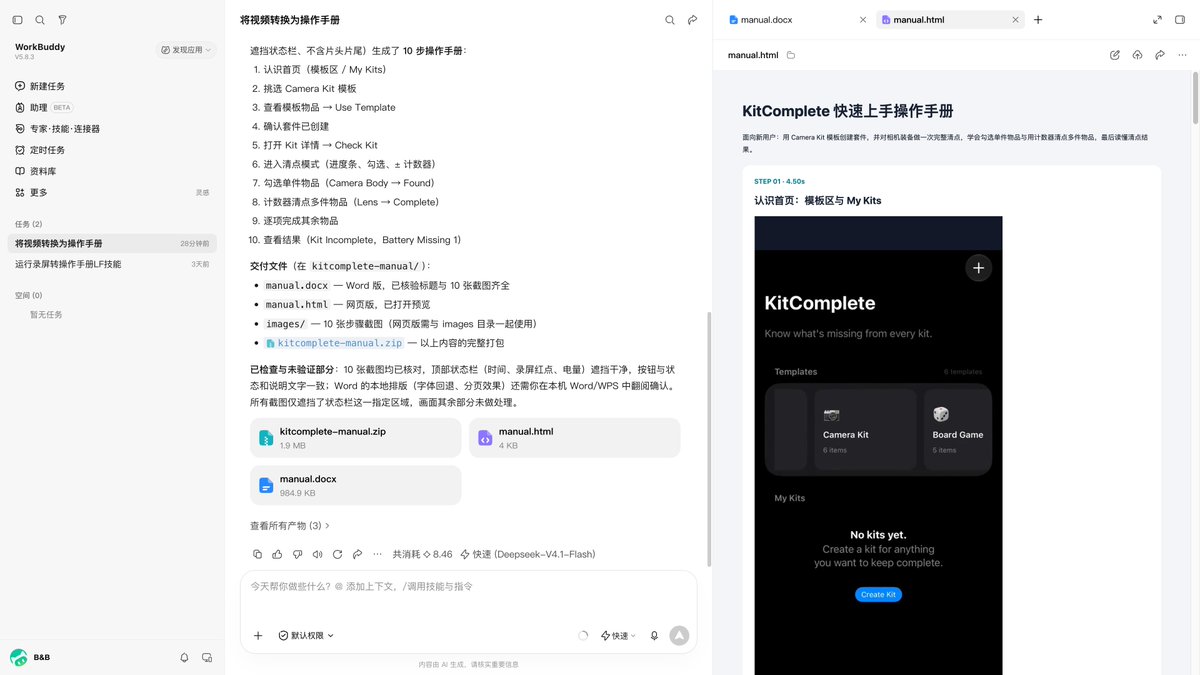 WorkBuddy
V5.8.3
发现应用
新建任务
助理 BETA
专家·技能·连接器
定时任务
资料库
更多
灵感
任务 (2)
将视频转换为操作手册 28分钟前
运行录屏转操作手册LF技能 3天前
空间 (0)
暂无任务
B&B
将视频转换为操作手册
遮挡状态栏、不含片头片尾）生成了 10 步操作手册：
1. 认识首页（模板区 / My Kits）
2. 挑选 Camera Kit 模板
3. 查看模板物品 → Use Template
4. 确认套件已创建
5. 打开 Kit 详情 → Check Kit
6. 进入清点模式（进度条、勾选、± 计数器）
7. 勾选单件物品（Camera Body → Found）
8. 计数器清点多件物品（Lens → Complete）
9. 逐项完成其余物品
10. 查看结果（Kit Incomplete，Battery Missing 1）
交付文件（在 kitcomplete-manual/）：
manual.docx — Word 版，已核验标题与 10 张截图齐全
manual.html — 网页版，已打开预览
images/ — 10 张步骤截图（网页版需与 images 目录一起使用）
kitcomplete-manual.zip — 以上内容的完整打包
已检查与未验证部分：10 张截图均已核对，顶部状态栏（时间、录屏红点、电量）遮挡干净，按钮与状
态和说明文字一致；Word 的本地排版（字体回退、分页效果）还需你在本机 Word/WPS 中翻阅确认。
所有截图仅遮挡了状态栏这一指定区域，画面其余部分未做处理。
kitcomplete-manual.zip
1.9 MB
manual.html
4 KB
manual.docx
984.9 KB
查看所有产物 (3) >
共消耗 8.46 快速 (Deepseek-V4.1-Flash)
今天帮你做些什么？@ 添加上下文，/调用技能与指令
默认权限
快速
内容由 AI 生成，请核实重要信息
manual.docx
manual.html
manual.html
KitComplete 快速上手操作手册
面向新用户：用 Camera Kit 模板创建套件，并对相机装备做一次完整清点，学会勾选单件物品与用计数器清点多件物品，最后读懂清点结
果。
STEP 01 · 4.50s
认识首页：模板区与 My Kits
KitComplete
Know what's missing from every kit.
Templates
6 templates
Camera Kit
6 items
Board Game
5 items
My Kits
No kits yet.
Create a kit for anything
you want to keep complete.
Create Kit